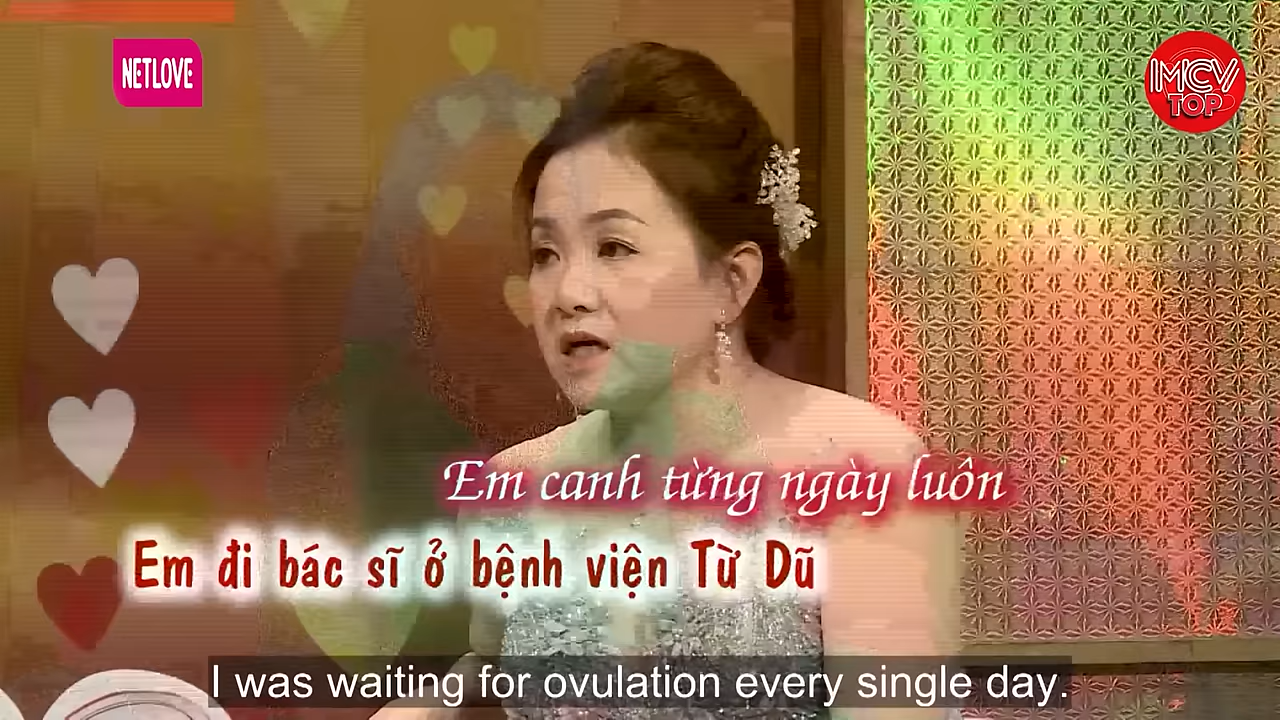 NETLOVE
MCV
TOP
Em canh từng ngày luôn
Em đi bác sĩ ở bệnh viện Từ Dũ
I was waiting for ovulation every single day.